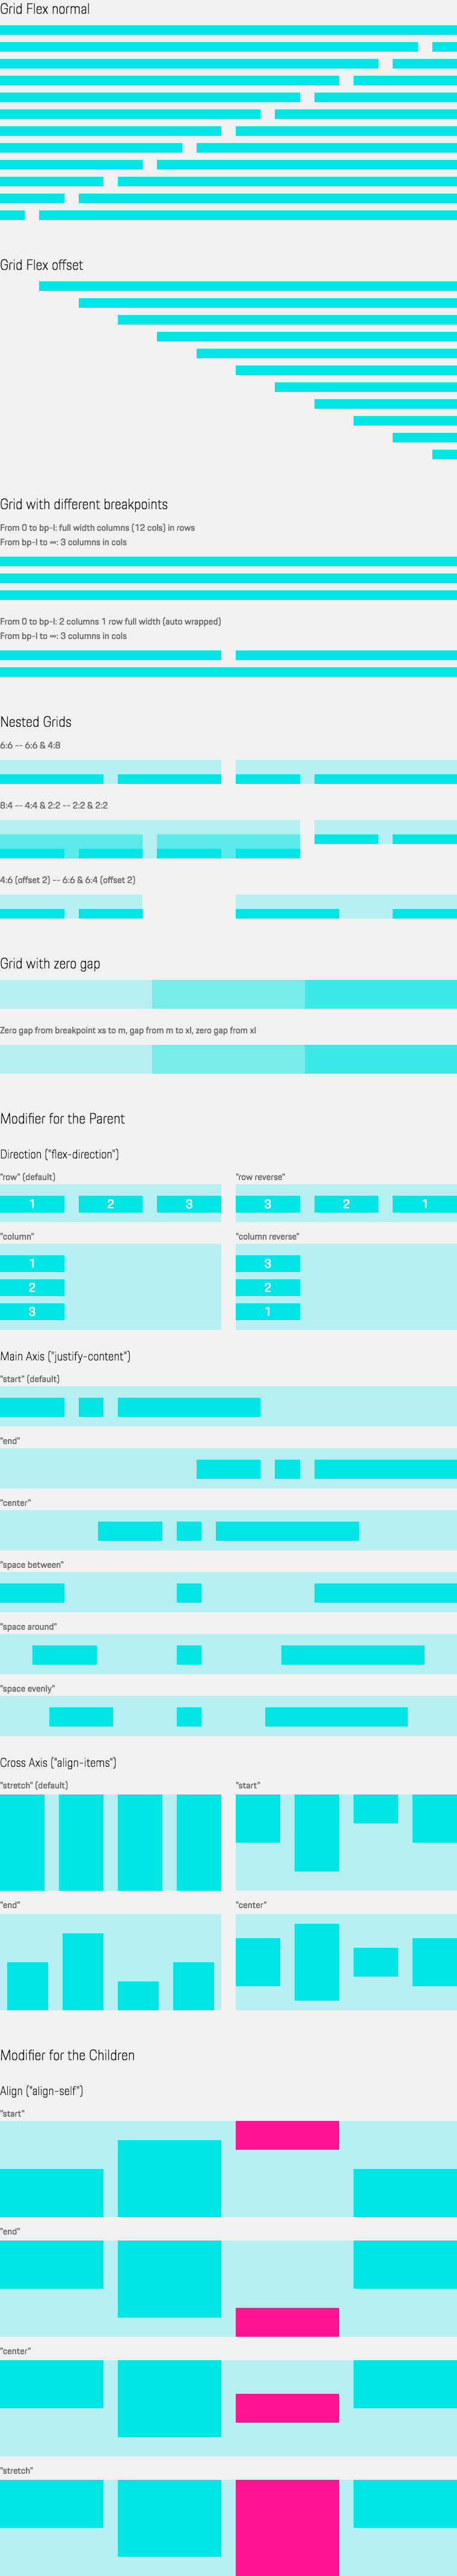 Grid Flex normal
Grid Flex offset
Grid with different breakpoints
From 0 to bp-l: full width columns (12 cols) in rows
From bp-l to ∞: 3 columns in cols
From 0 to bp-l: 2 columns 1 row full width (auto wrapped)
From bp-l to ∞: 3 columns in cols
Nested Grids
6:6 -- 6:6 & 4:8
8:4 -- 4:4 & 2:2 -- 2:2 & 2:2
4:6 (offset 2) -- 6:6 & 6:4 (offset 2)
Grid with zero gap
Zero gap from breakpoint xs to m, gap from m to xl, zero gap from xl
Modifier for the Parent
Direction ("flex-direction")
"row" (default)
1 2 3
"row reverse"
3 2 1
"column"
1
2
3
"column reverse"
3
2
1
Main Axis ("justify-content")
"start" (default)
"end"
"center"
"space between"
"space around"
"space evenly"
Cross Axis ("align-items")
"stretch" (default)
"start"
"end"
"center"
Modifier for the Children
Align ("align-self")
"start"
"end"
"center"
"stretch"